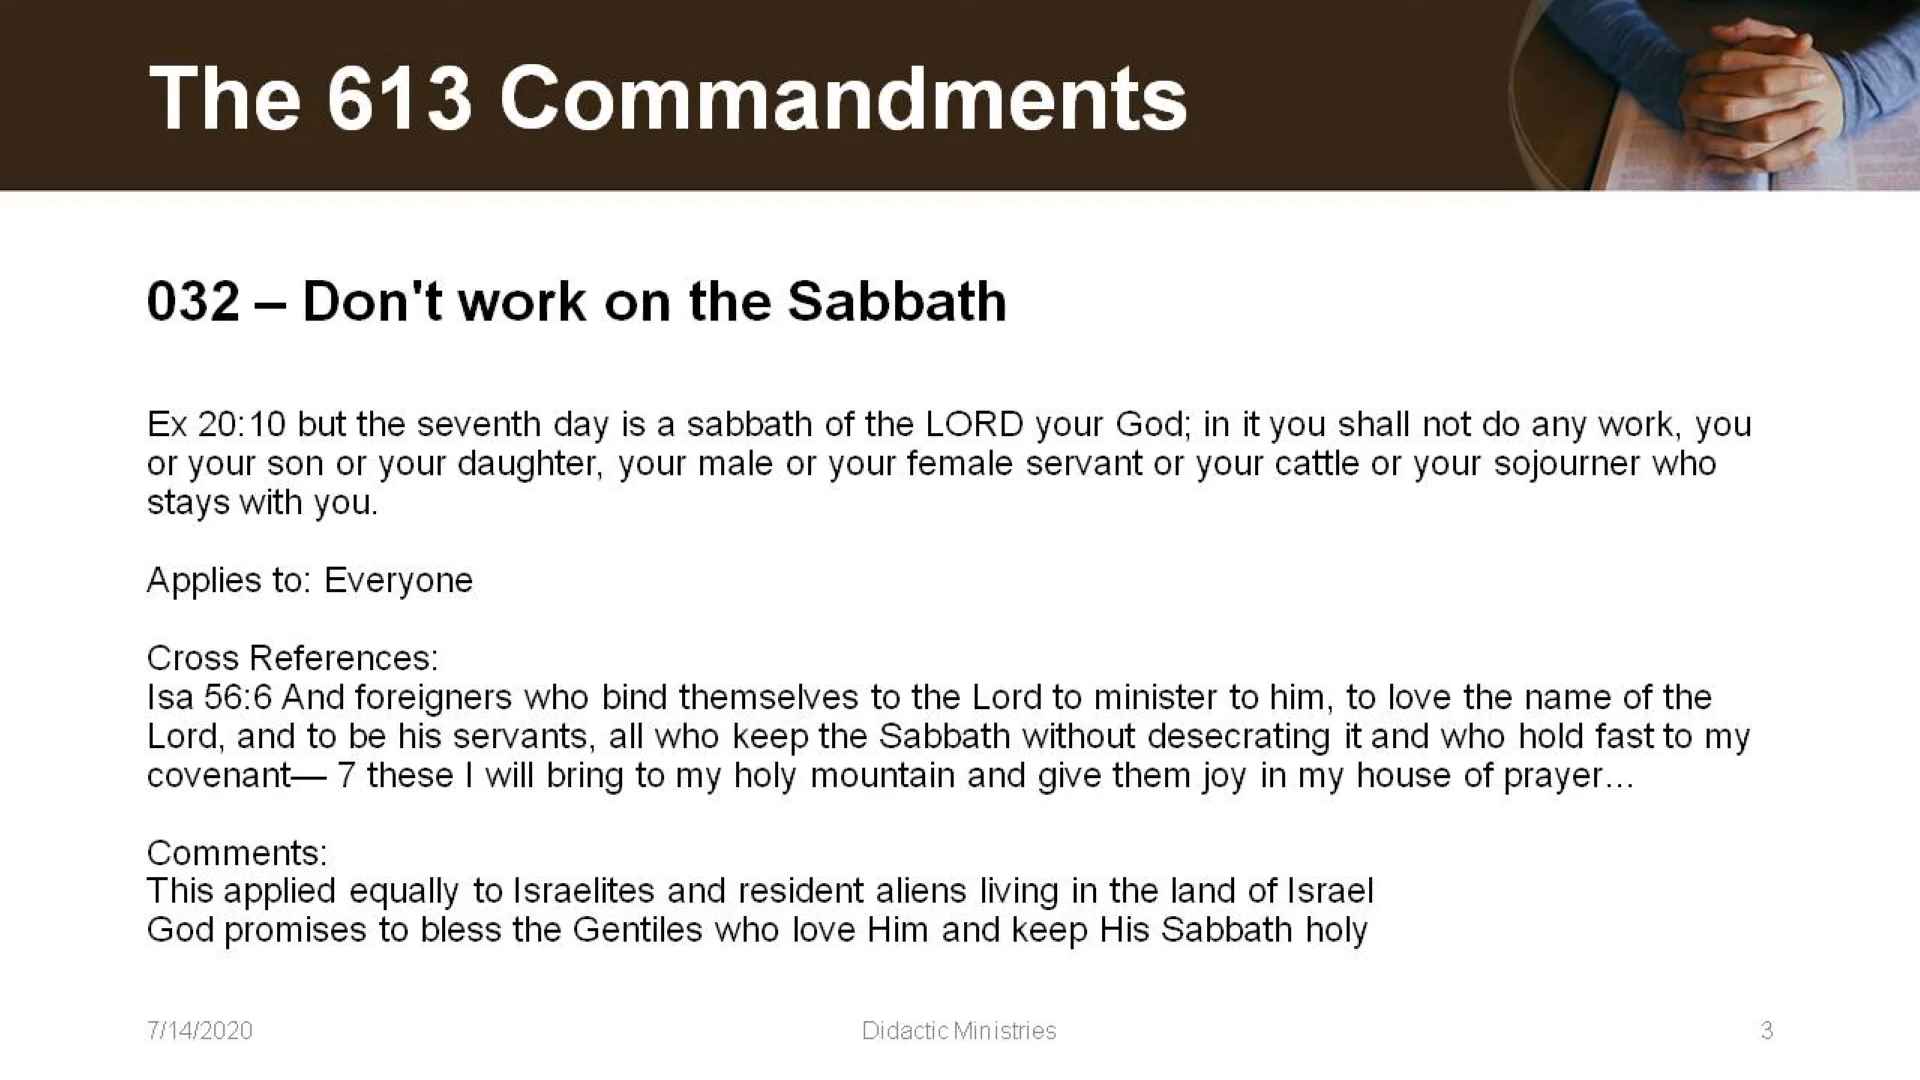 The 613 Commandments
032 – Don't work on the Sabbath
Ex 20:10 but the seventh day is a sabbath of the LORD your God; in it you shall not do any work, you
or your son or your daughter, your male or your female servant or your cattle or your sojourner who
stays with you.
Applies to: Everyone
Cross References:
Isa 56:6 And foreigners who bind themselves to the Lord to minister to him, to love the name of the
Lord, and to be his servants, all who keep the Sabbath without desecrating it and who hold fast to my
covenant— 7 these I will bring to my holy mountain and give them joy in my house of prayer...
Comments:
This applied equally to Israelites and resident aliens living in the land of Israel
God promises to bless the Gentiles who love Him and keep His Sabbath holy
7/14/2020
Didactic Ministries
3